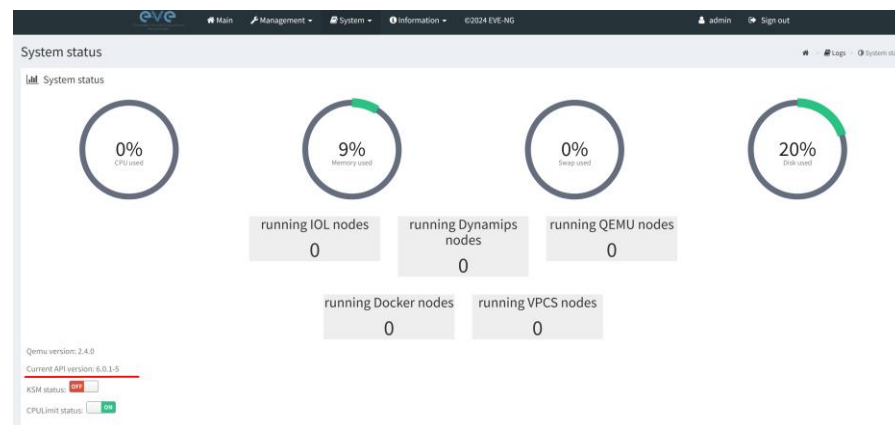 eve
Main Management System Information ©2024 EVE-NG admin Sign out
System status
Logs System sta
System status
0%
CPU used
9%
Memory used
0%
Swap used
20%
Disk used
running IOL nodes
0
running Dynamips
nodes
0
running QEMU nodes
0
running Docker nodes
0
running VPCS nodes
0
Qemu version: 2.4.0
Current API version: 6.0.1-5
KSM status: OFF
CPULimit status: ON